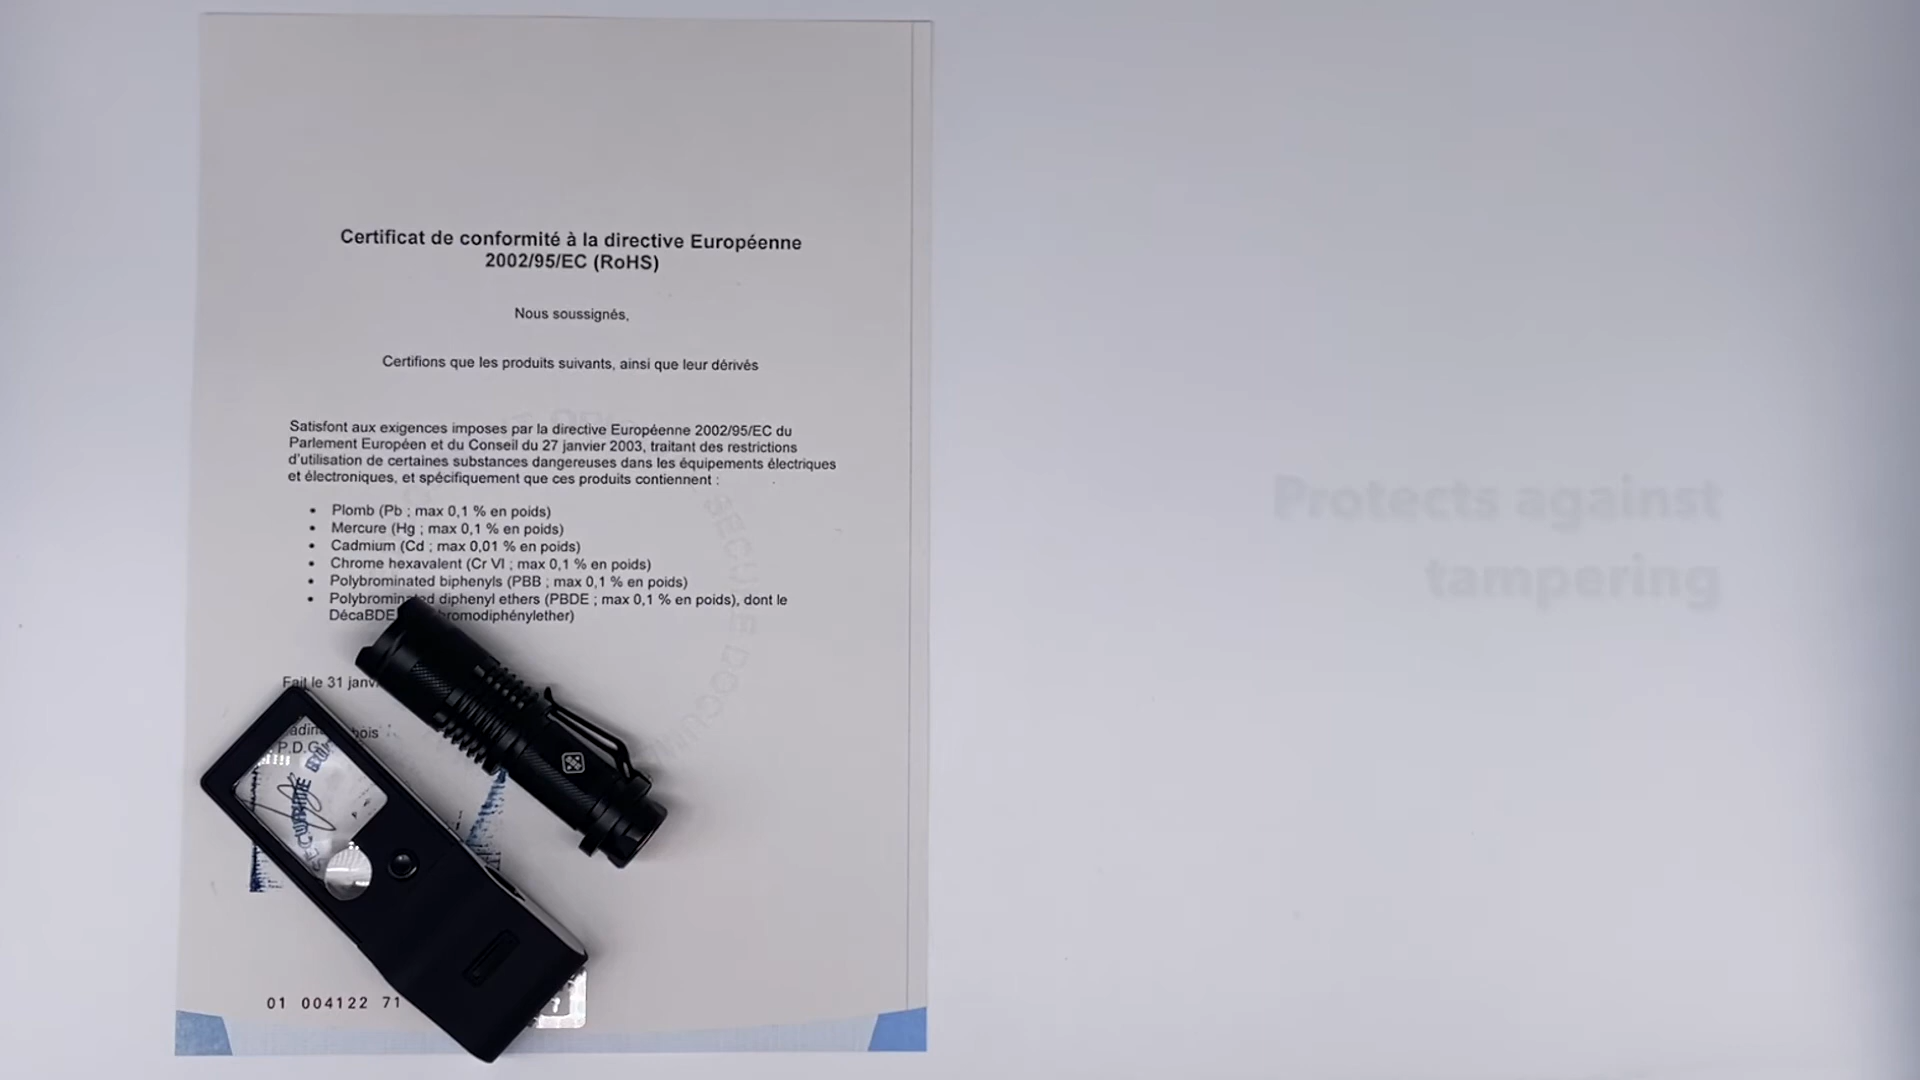 Certificat de conformité à la directive Européenne
2002/95/EC (RoHS)
Nous soussignés,
Certifions que les produits suivants, ainsi que leur dérivés
Satisfont aux exigences imposes par la directive Européenne 2002/95/EC du
Parlement Européen et du Conseil du 27 janvier 2003, traitant des restrictions
d'utilisation de certaines substances dangereuses dans les équipements électriques
et électroniques, et spécifiquement que ces produits contiennent :
• Plomb (Pb ; max 0,1 % en poids)
• Mercure (Hg ; max 0,1 % en poids)
• Cadmium (Cd ; max 0,01 % en poids)
• Chrome hexavalent (Cr VI ; max 0,1 % en poids)
• Polybrominated biphenyls (PBB ; max 0,1 % en poids)
• Polybrominated diphenyl ethers (PBDE ; max 0,1 % en poids), dont le
DécaBDE romodiphénylether)
Fait le 31 janv
P.D.G
01 004122 71
Protects against
tampering